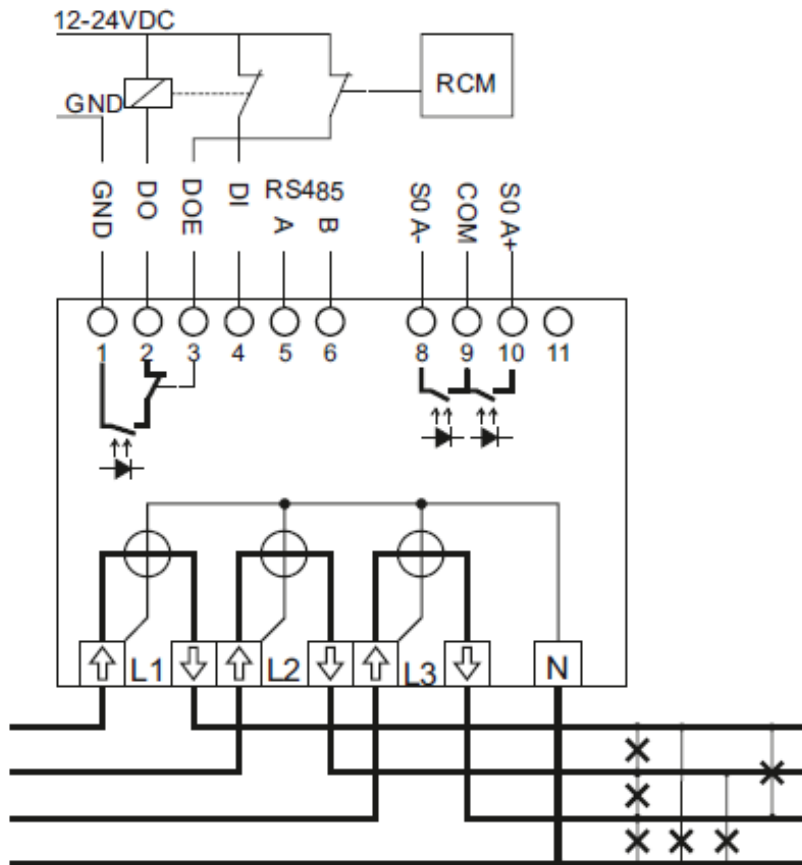 12-24VDC
RCM
GND
GND
DO
DOE
DI
RS485
A
B
S0 A-
COM
S0 A+
1 2 3 4 5 6 8 9 10 11
L1 L2 L3 N